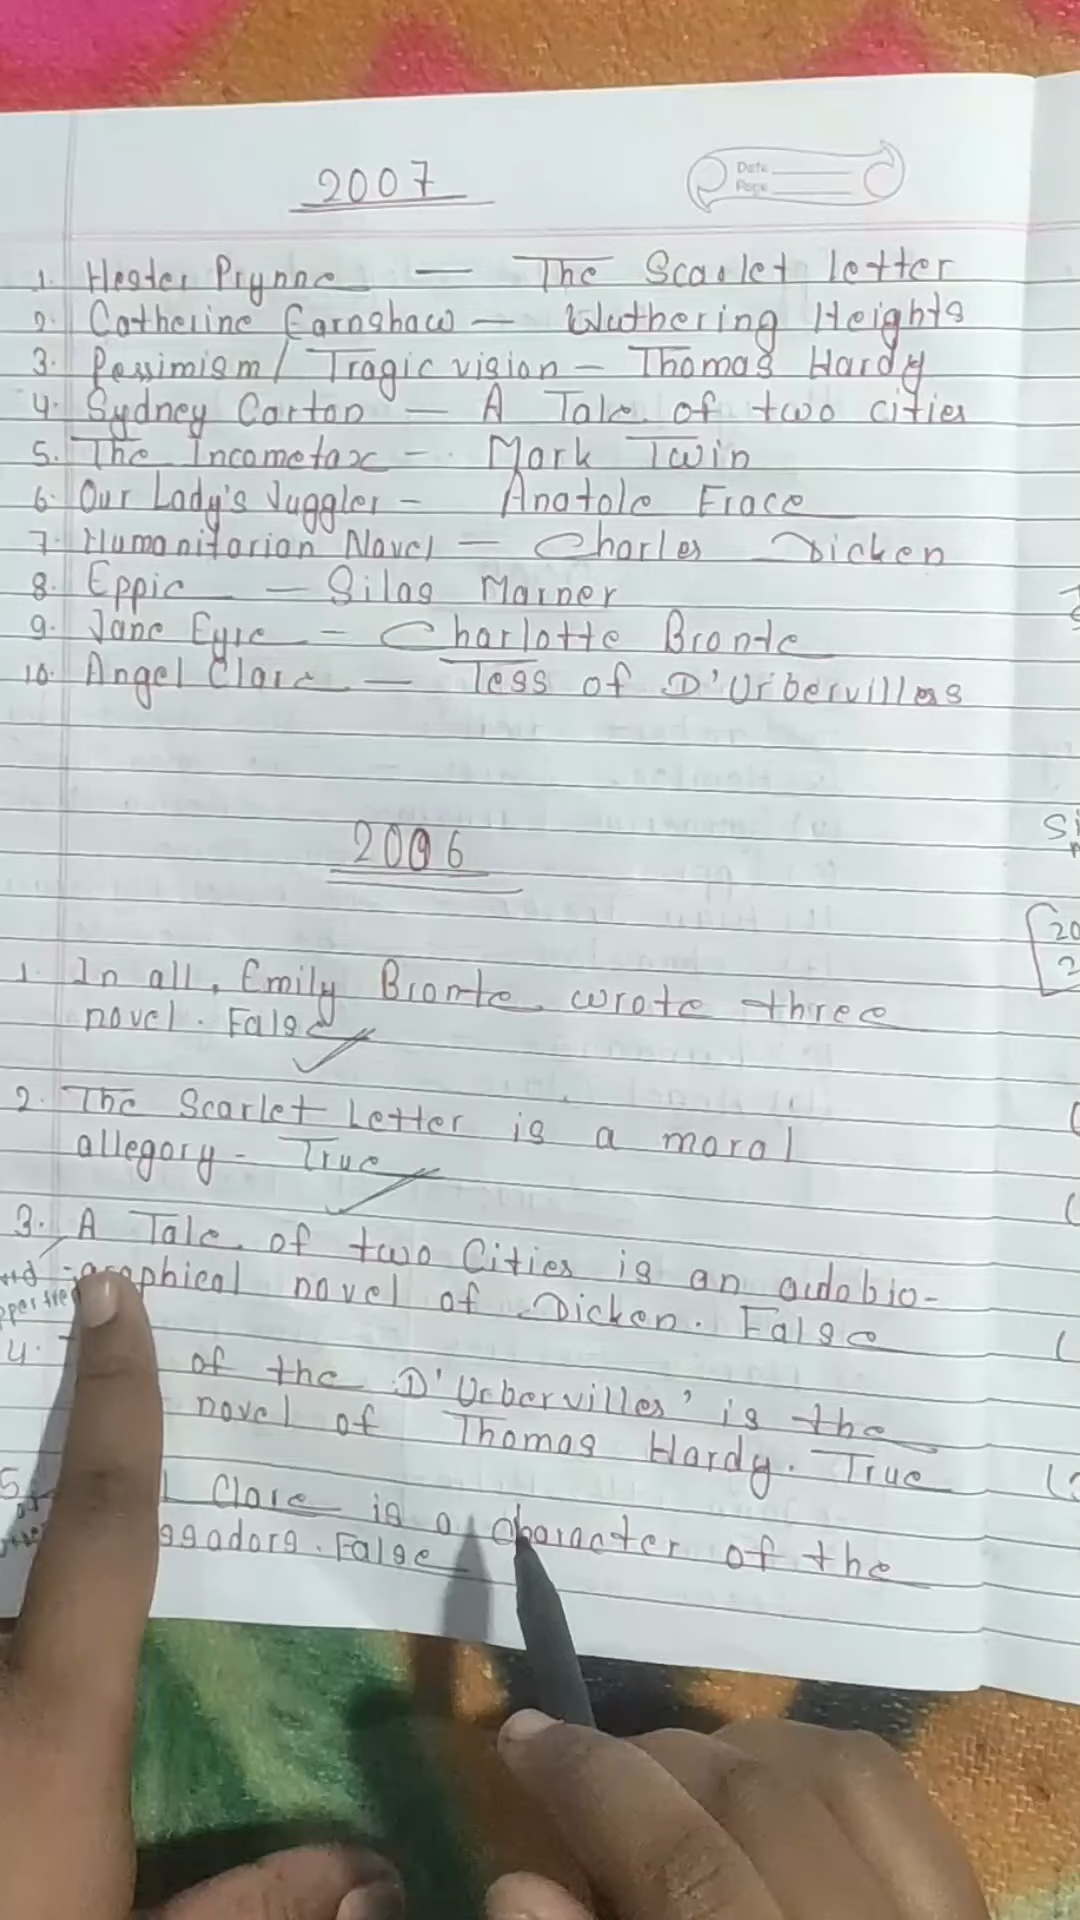 2007
Date
Page
1. Hester Prynne — The Scarlet Letter
2. Catherine Earnshaw — Wuthering Heights
3. Pessimism / Tragic vision — Thomas Hardy
4. Sydney Carton — A Tale of two cities
5. The Incometax — Mark Twin
6. Our Lady's Juggler — Anatole Frace
7. Humanitarian Novel — Charles Dicken
8. Eppie — Silas Marner
9. Jane Eyre — Charlotte Bronte
10. Angel Clare — Tess of D'Urbervilles
2006
1. In all, Emily Bronte wrote three
novel. False
2. The Scarlet Letter is a moral
allegory - True
3. A Tale of two Cities is an autobio-
graphical novel of Dicken. False
4. of the D'Urbervilles' is the
novel of Thomas Hardy. True
5. Clare is a character of the
ssadors. False